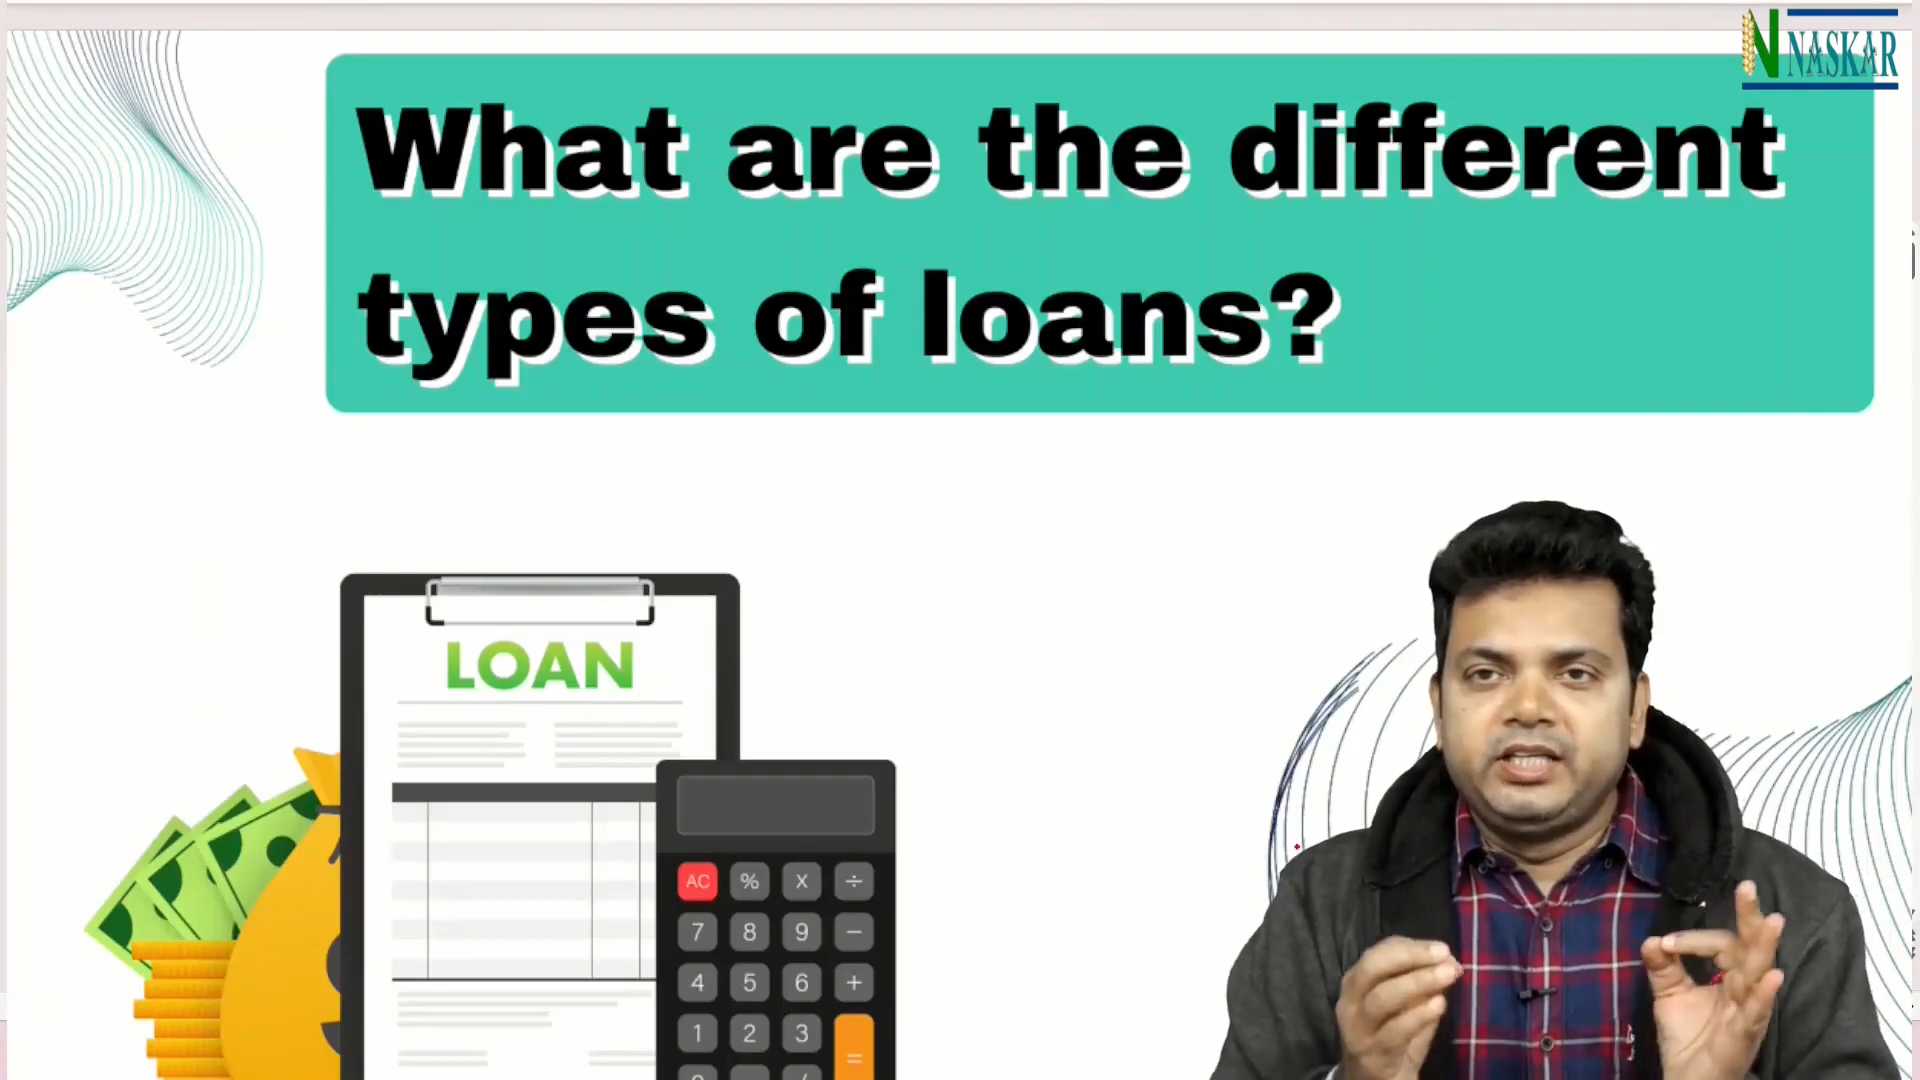 NASKAR
What are the different
types of loans?
LOAN
AC % X ÷
7 8 9 −
4 5 6 +
1 2 3 =